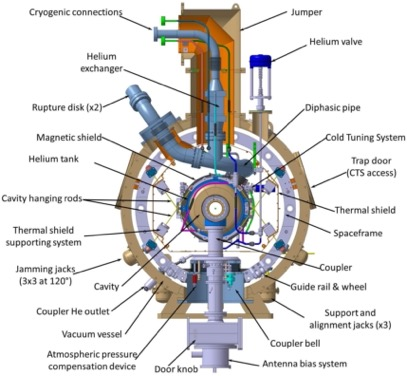 Cryogenic connections
Jumper
Helium valve
Helium
exchanger
Rupture disk (x2)
Diphasic pipe
Magnetic shield
Cold Tuning System
Helium tank
Trap door
(CTS access)
Cavity hanging rods
Thermal shield
Thermal shield
supporting system
Spaceframe
Jamming jacks
(3x3 at 120°)
Coupler
Cavity
Guide rail & wheel
Coupler He outlet
Support and
alignment jacks (x3)
Vacuum vessel
Coupler bell
Atmospheric pressure
compensation device
Door knob
Antenna bias system